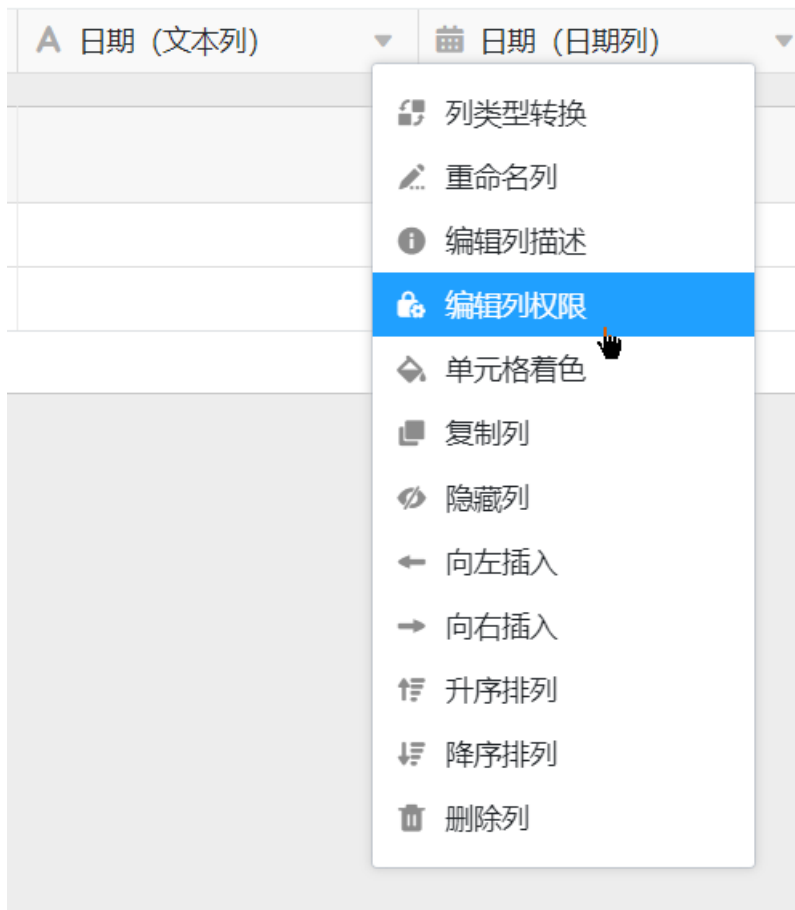 日期（文本列）
日期（日期列）
列类型转换
重命名列
编辑列描述
编辑列权限
单元格着色
复制列
隐藏列
向左插入
向右插入
升序排列
降序排列
删除列